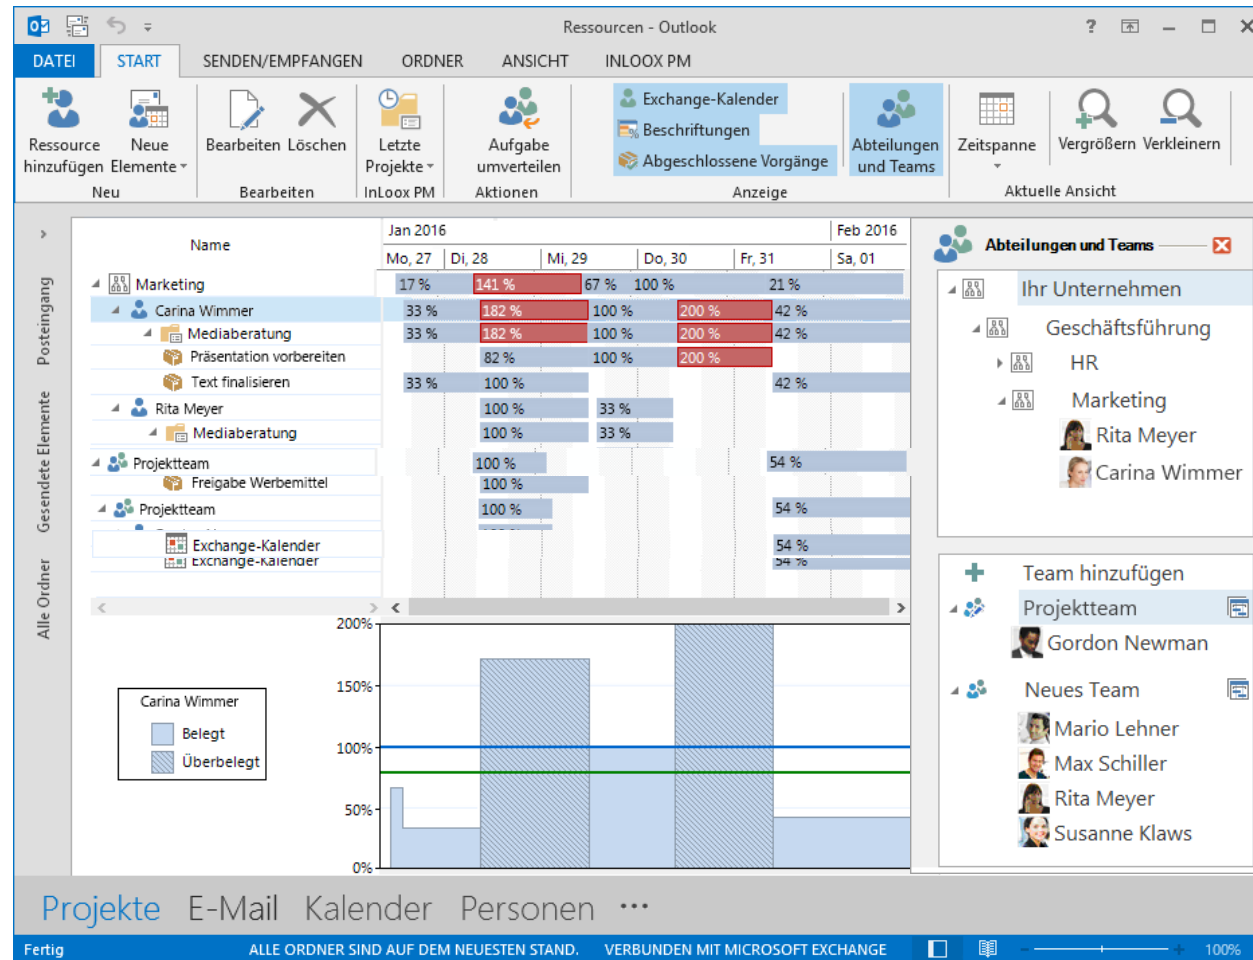 Ressourcen - Outlook
?
DATEI START SENDEN/EMPFANGEN ORDNER ANSICHT INLOOX PM
Ressource hinzufügen
Neue Elemente
Neu
Bearbeiten Löschen
Bearbeiten
Letzte Projekte
InLoox PM
Aufgabe umverteilen
Aktionen
Exchange-Kalender
Beschriftungen
Abgeschlossene Vorgänge
Abteilungen und Teams
Anzeige
Zeitspanne
Vergrößern Verkleinern
Aktuelle Ansicht
Posteingang
Gesendete Elemente
Alle Ordner
Name
Jan 2016 Feb 2016
Mo, 27 Di, 28 Mi, 29 Do, 30 Fr, 31 Sa, 01
Marketing 17 % 141 % 67 % 100 % 21 %
Carina Wimmer 33 % 182 % 100 % 200 % 42 %
Mediaberatung 33 % 182 % 100 % 200 % 42 %
Präsentation vorbereiten 82 % 100 % 200 %
Text finalisieren 33 % 100 % 42 %
Rita Meyer 100 % 33 %
Mediaberatung 100 % 33 %
Projektteam 100 % 54 %
Freigabe Werbemittel 100 %
Projektteam 100 % 54 %
Exchange-Kalender 54 %
Exchange-Kalender 54 %
200%
150%
100%
50%
0%
Carina Wimmer
Belegt
Überbelegt
Abteilungen und Teams
Ihr Unternehmen
Geschäftsführung
HR
Marketing
Rita Meyer
Carina Wimmer
Team hinzufügen
Projektteam
Gordon Newman
Neues Team
Mario Lehner
Max Schiller
Rita Meyer
Susanne Klaws
Projekte E-Mail Kalender Personen ...
Fertig ALLE ORDNER SIND AUF DEM NEUESTEN STAND. VERBUNDEN MIT MICROSOFT EXCHANGE 100%